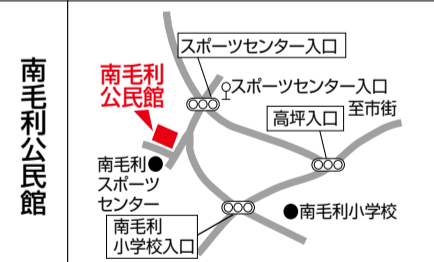 南毛利公民館
スポーツセンター入口
南毛利
公民館
スポーツセンター入口
至市街
高坪入口
南毛利
スポーツ
センター
南毛利小学校
南毛利
小学校入口